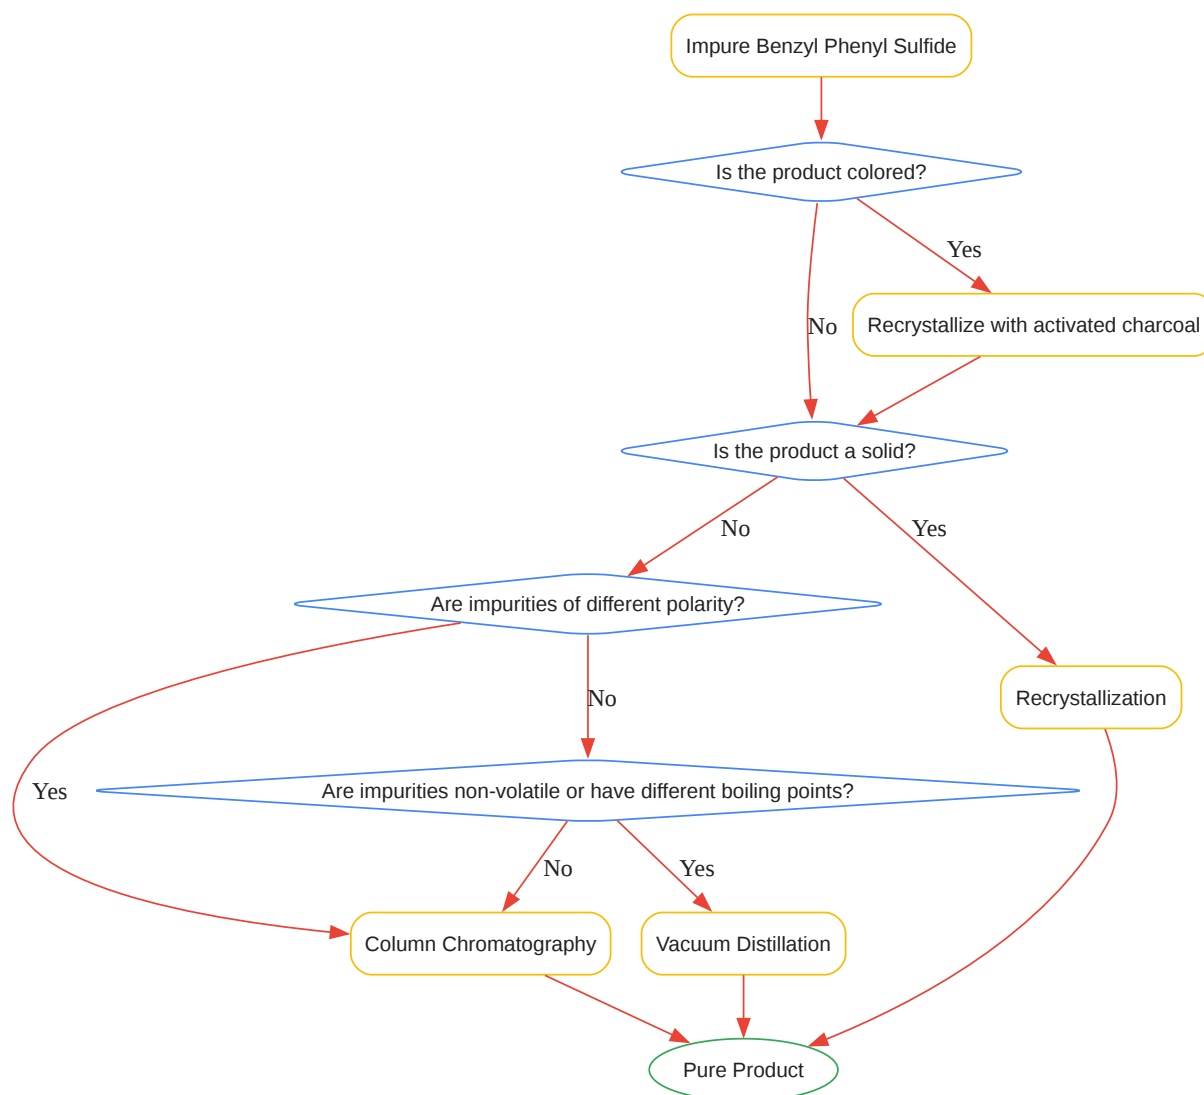 Impure Benzyl Phenyl Sulfide
Is the product colored?
Yes
No
Recrystallize with activated charcoal
Is the product a solid?
No
Yes
Are impurities of different polarity?
No
Recrystallization
Yes
Are impurities non-volatile or have different boiling points?
No
Yes
Column Chromatography
Vacuum Distillation
Pure Product